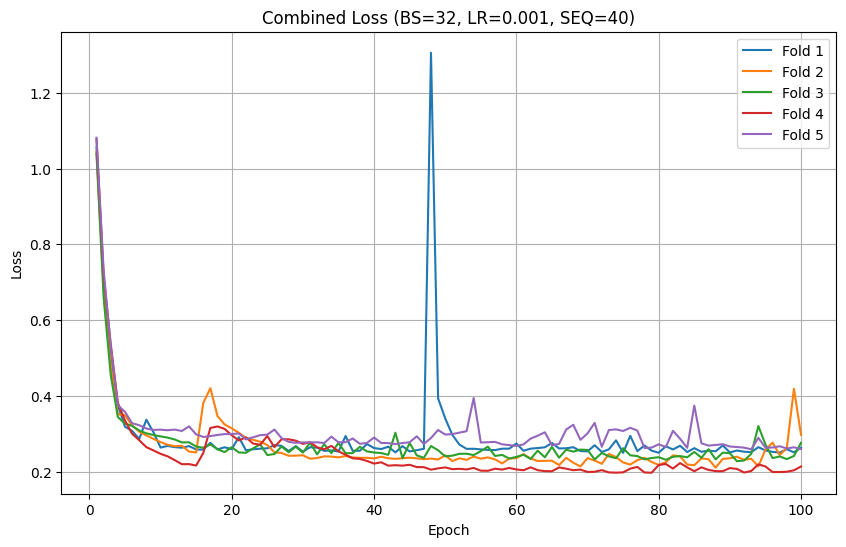 Combined Loss (BS=32, LR=0.001, SEQ=40)
Fold 1
Fold 2
Fold 3
Fold 4
Fold 5
Loss
1.2
1.0
0.8
0.6
0.4
0.2
0 20 40 60 80 100
Epoch